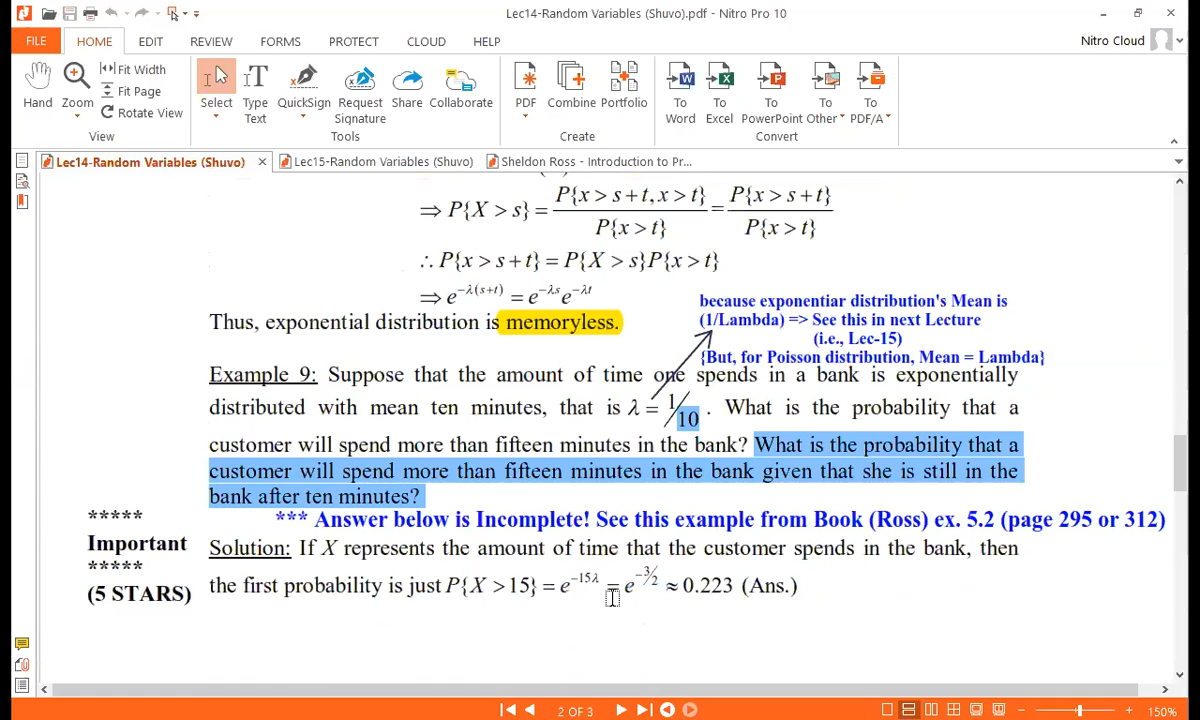 Lec14-Random Variables (Shuvo).pdf - Nitro Pro 10
FILE HOME EDIT REVIEW FORMS PROTECT CLOUD HELP
Nitro Cloud
Hand Zoom Fit Width Fit Page Rotate View
View
Select Type Text QuickSign Request Signature Share Collaborate
Tools
PDF Combine Portfolio
Create
To Word To Excel To PowerPoint To Other To PDF/A
Convert
Lec14-Random Variables (Shuvo) Lec15-Random Variables (Shuvo) Sheldon Ross - Introduction to Pr...
⇒ P{X > s} = P{x > s+t, x > t} / P{x > t} = P{x > s+t} / P{x > t}
∴ P{x > s+t} = P{X > s}P{x > t}
⇒ e^{-λ(s+t)} = e^{-λs} e^{-λt}
Thus, exponential distribution is memoryless.
because exponentiar distribution's Mean is
(1/Lambda) => See this in next Lecture
(i.e., Lec-15)
{But, for Poisson distribution, Mean = Lambda}
Example 9: Suppose that the amount of time one spends in a bank is exponentially
distributed with mean ten minutes, that is λ = 1/10 . What is the probability that a
customer will spend more than fifteen minutes in the bank? What is the probability that a
customer will spend more than fifteen minutes in the bank given that she is still in the
bank after ten minutes?
*** Answer below is Incomplete! See this example from Book (Ross) ex. 5.2 (page 295 or 312)
*****
Important
*****
(5 STARS)
Solution: If X represents the amount of time that the customer spends in the bank, then
the first probability is just P{X > 15} = e^{-15λ} = e^{-3/2} ≈ 0.223 (Ans.)
2 OF 3
150%